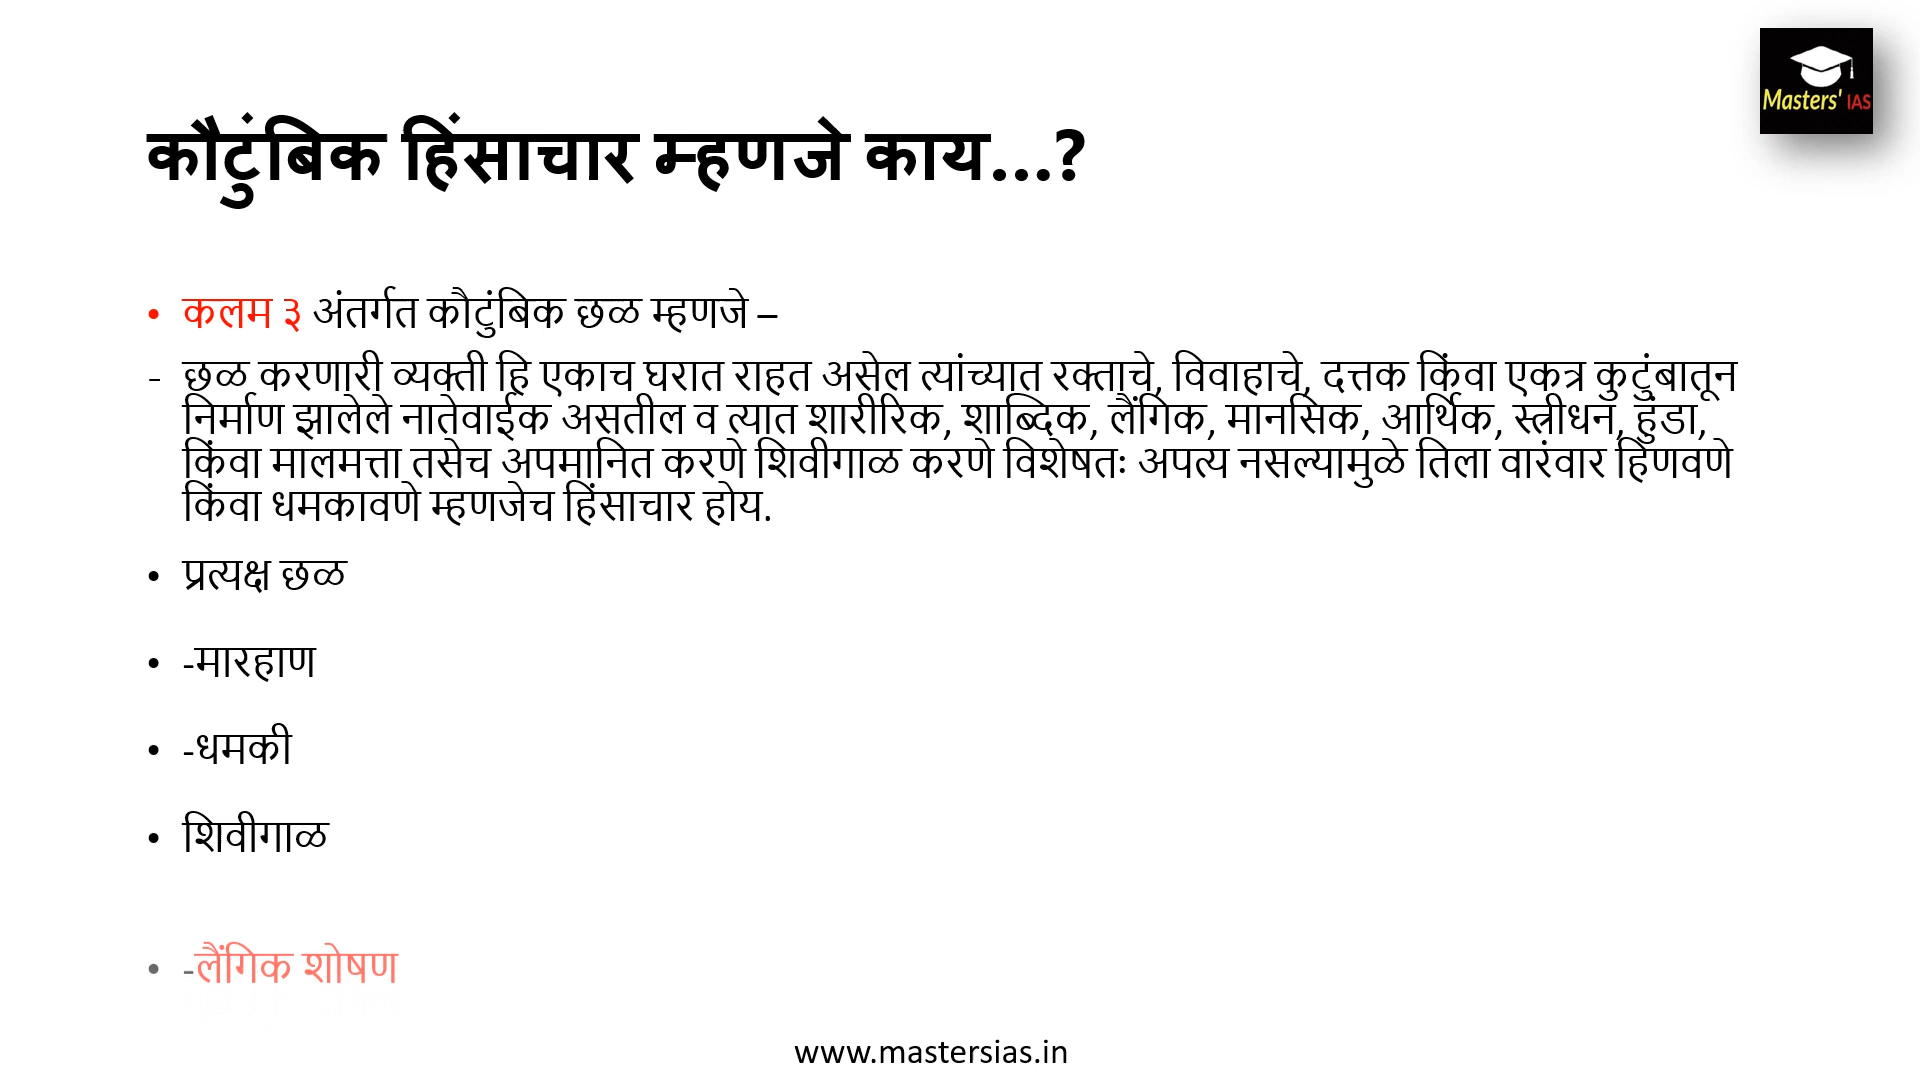 Masters' IAS
कौटुंबिक हिंसाचार म्हणजे काय...?
• कलम ३ अंतर्गत कौटुंबिक छळ म्हणजे –
- छळ करणारी व्यक्ती हि एकाच घरात राहत असेल त्यांच्यात रक्ताचे, विवाहाचे, दत्तक किंवा एकत्र कुटुंबातून
निर्माण झालेले नातेवाईक असतील व त्यात शारीरिक, शाब्दिक, लैंगिक, मानसिक, आर्थिक, स्त्रीधन, हुंडा,
किंवा मालमत्ता तसेच अपमानित करणे शिवीगाळ करणे विशेषतः अपत्य नसल्यामुळे तिला वारंवार हिणवणे
किंवा धमकावणे म्हणजेच हिंसाचार होय.
• प्रत्यक्ष छळ
• -मारहाण
• -धमकी
• शिवीगाळ
• -लैंगिक शोषण
www.mastersias.in